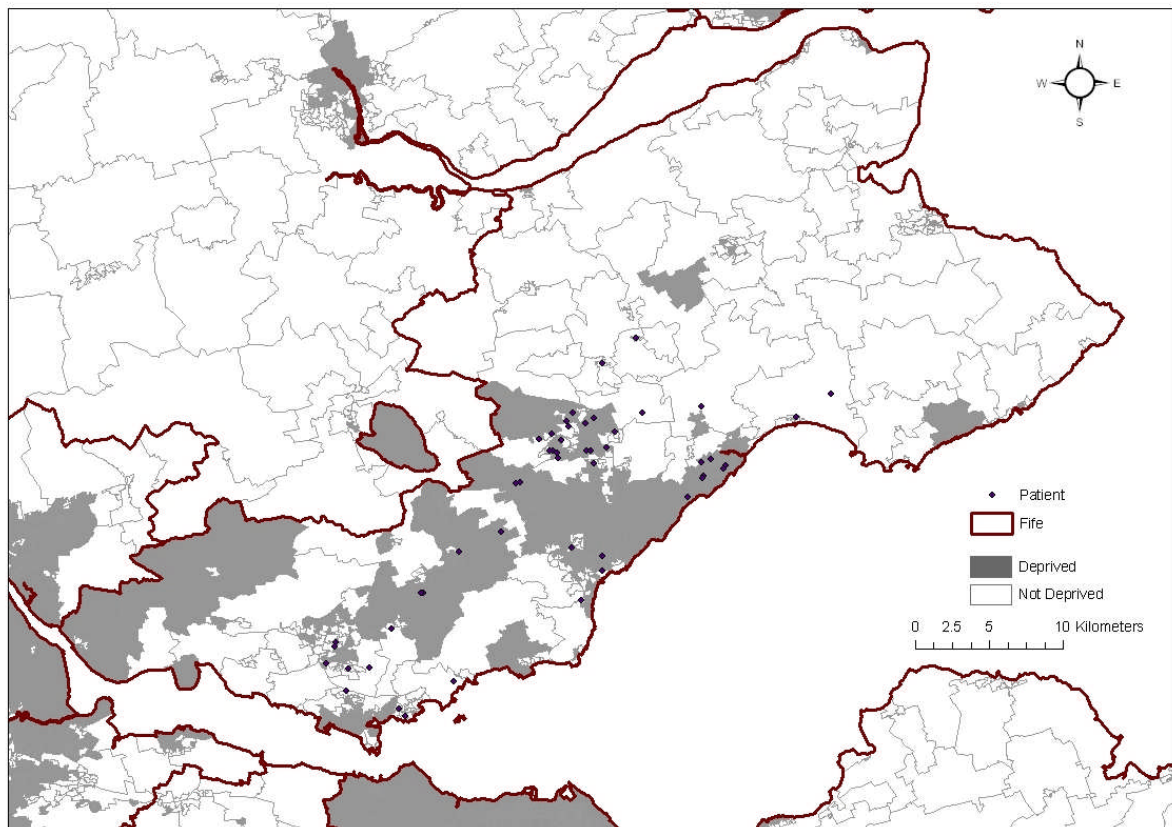 N
W E
S
Patient
Fife
Deprived
Not Deprived
0 2.5 5 10 Kilometers